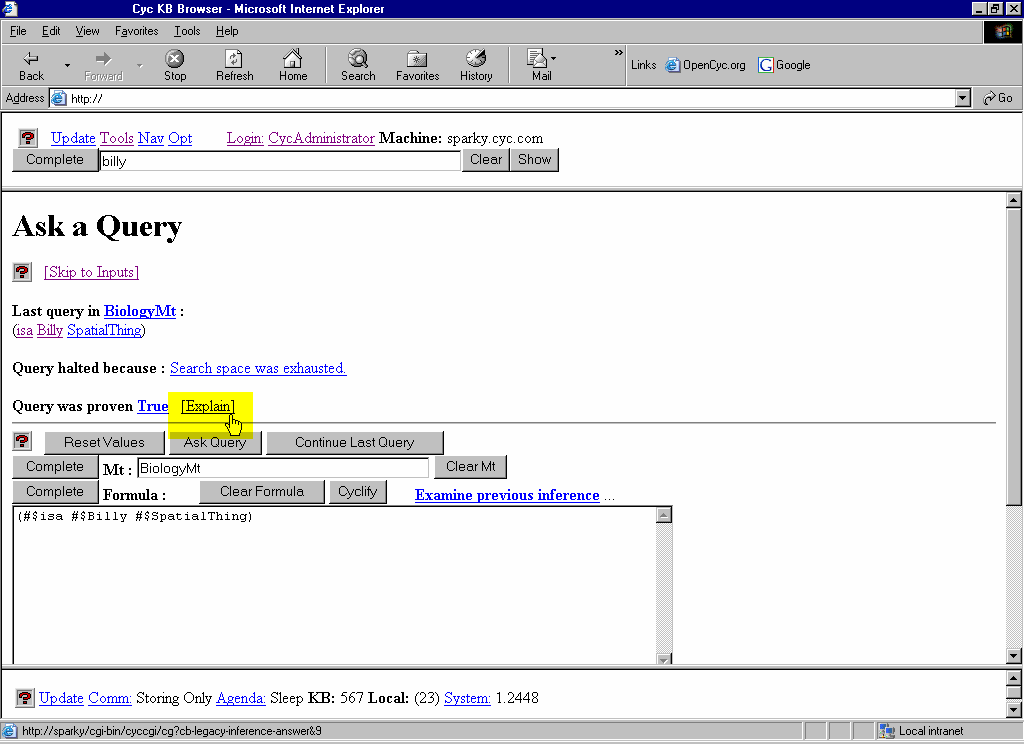 Cyc KB Browser - Microsoft Internet Explorer
File Edit View Favorites Tools Help
Back Forward Stop Refresh Home Search Favorites History Mail » Links OpenCyc.org Google
Address http:// Go
Update Tools Nav Opt Login: CycAdministrator Machine: sparky.cyc.com
Complete billy Clear Show
Ask a Query
[Skip to Inputs]
Last query in BiologyMt :
(isa Billy SpatialThing)
Query halted because : Search space was exhausted.
Query was proven True [Explain]
Reset Values Ask Query Continue Last Query
Complete Mt : BiologyMt Clear Mt
Complete Formula : Clear Formula Cyclify Examine previous inference ...
(#$isa #$Billy #$SpatialThing)
Update Comm: Storing Only Agenda: Sleep KB: 567 Local: (23) System: 1.2448
http://sparky/cgi-bin/cyccgi/cg?cb-legacy-inference-answer&9 Local intranet